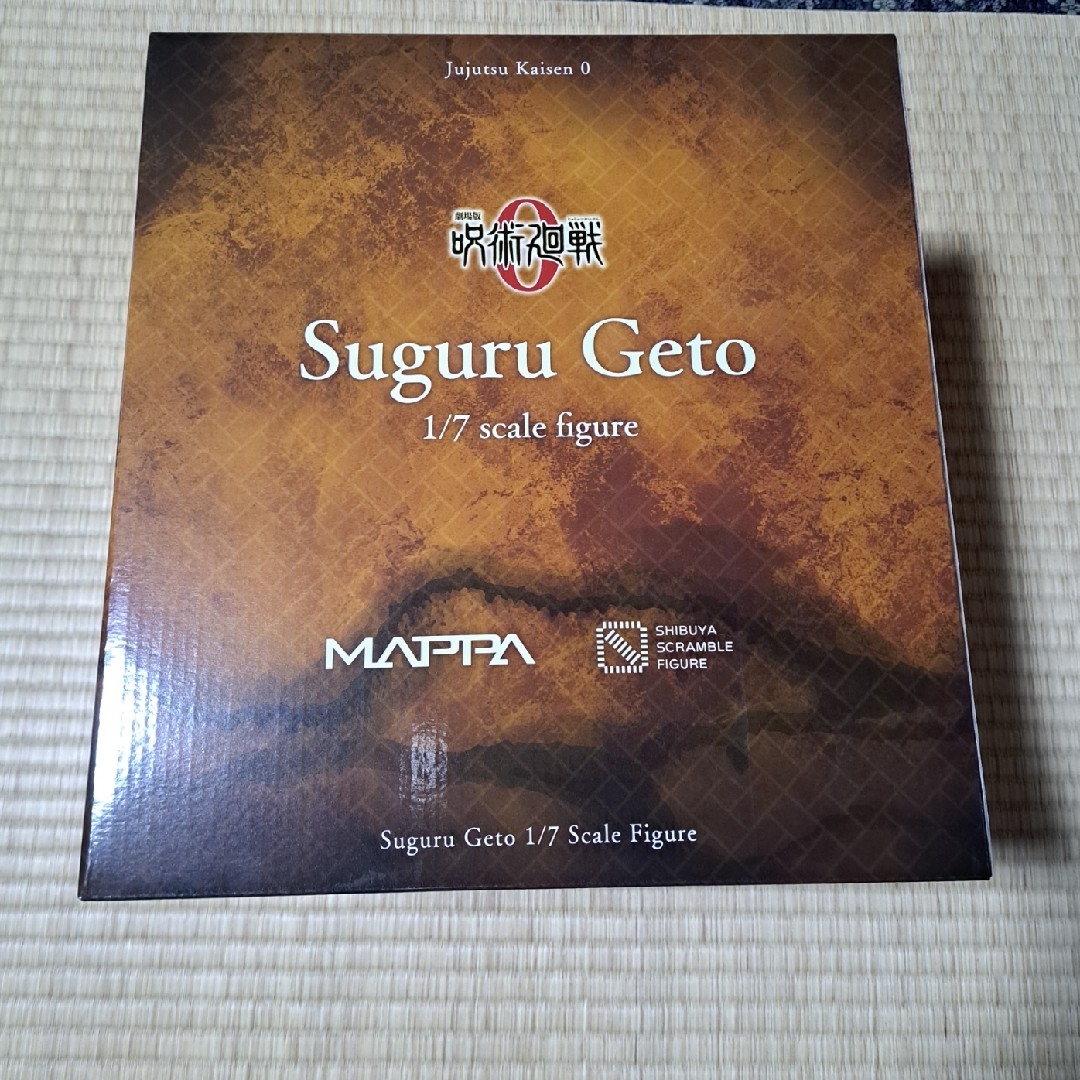 Jujutsu Kaisen 0
劇場版
呪術廻戦
0
Suguru Geto
1/7 scale figure
MAPPA
SHIBUYA
SCRAMBLE
FIGURE
Suguru Geto 1/7 Scale Figure